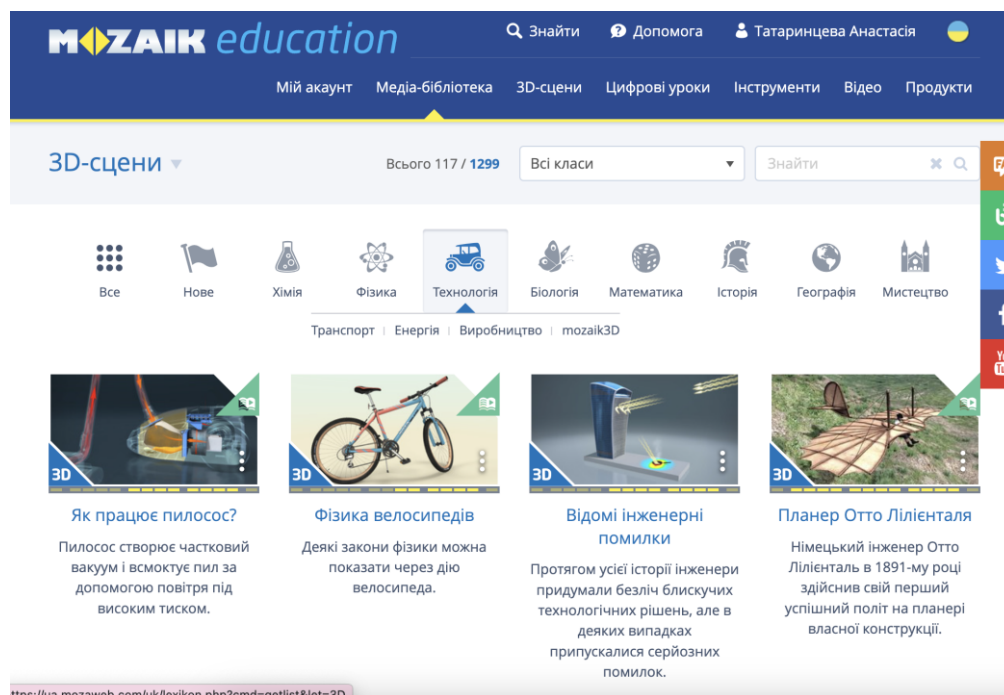 MOZAIK education
Знайти Допомога Татаринцева Анастасія
Мій акаунт Медіа-бібліотека 3D-сцени Цифрові уроки Інструменти Відео Продукти
3D-сцени Всього 117 / 1299 Всі класи Знайти
Все Нове Хімія Фізика Технологія Біологія Математика Історія Географія Мистецтво
Транспорт Енергія Виробництво mozaik3D
3D 3D 3D 3D
Як працює пилосос?
Пилосос створює частковий
вакуум і всмоктує пил за
допомогою повітря під
високим тиском.
Фізика велосипедів
Деякі закони фізики можна
показати через дію
велосипеда.
Відомі інженерні
помилки
Протягом усієї історії інженери
придумали безліч блискучих
технологічних рішень, але в
деяких випадках
припускалися серйозних
помилок.
Планер Отто Лілієнталя
Німецький інженер Отто
Лілієнталь в 1891-му році
здійснив свій перший
успішний політ на планері
власної конструкції.